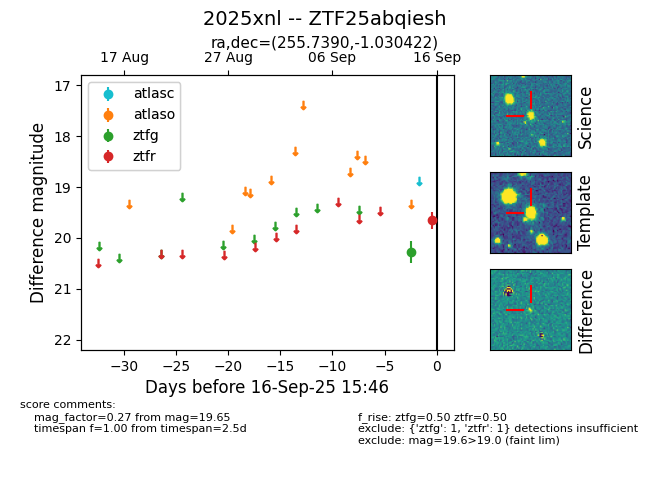 2025xnl -- ZTF25abqiesh
ra,dec=(255.7390,-1.030422)
17 Aug 27 Aug 06 Sep 16 Sep
atlasc
atlaso
ztfg
ztfr
17
18
19
20
21
22
Difference magnitude
−30 −25 −20 −15 −10 −5 0
Days before 16-Sep-25 15:46
Science
Template
Difference
score comments:
mag_factor=0.27 from mag=19.65
timespan f=1.00 from timespan=2.5d
f_rise: ztfg=0.50 ztfr=0.50
exclude: {'ztfg': 1, 'ztfr': 1} detections insufficient
exclude: mag=19.6>19.0 (faint lim)